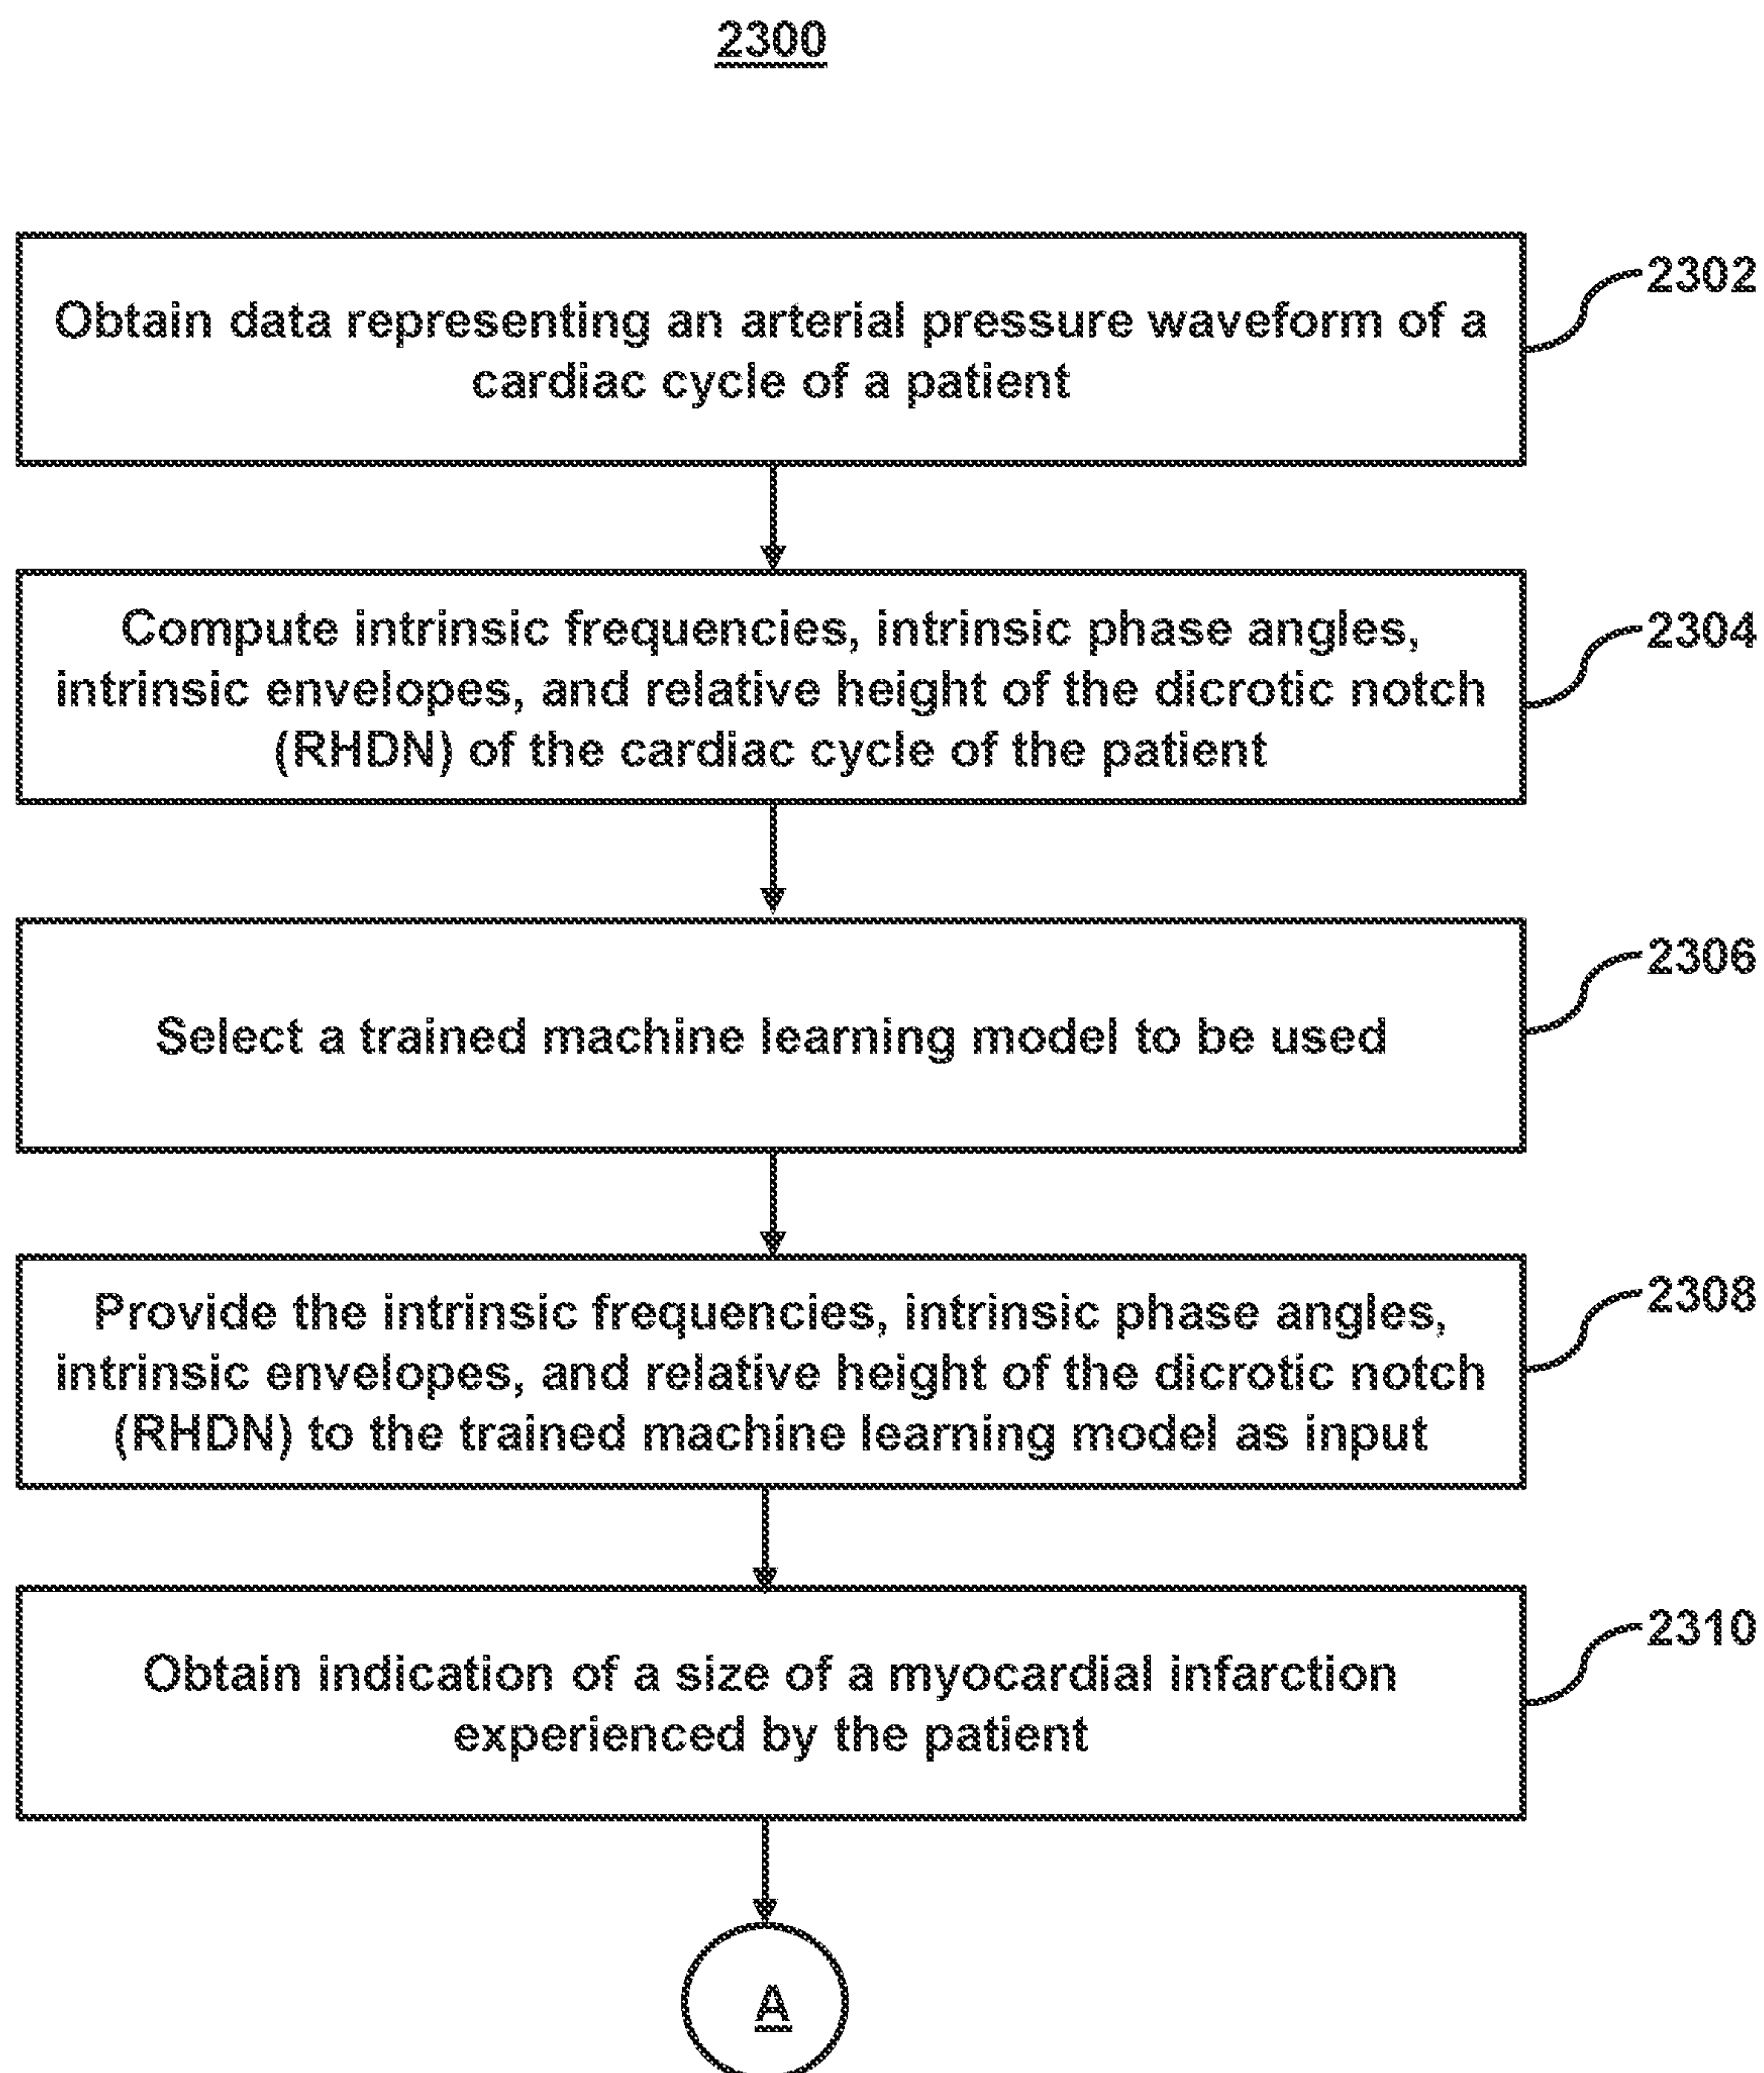 2300
Obtain data representing an arterial pressure waveform of a
cardiac cycle of a patient
2302
Compute intrinsic frequencies, intrinsic phase angles,
intrinsic envelopes, and relative height of the dicrotic notch
(RHDN) of the cardiac cycle of the patient
2304
Select a trained machine learning model to be used
2306
Provide the intrinsic frequencies, intrinsic phase angles,
intrinsic envelopes, and relative height of the dicrotic notch
(RHDN) to the trained machine learning model as input
2308
Obtain indication of a size of a myocardial infarction
experienced by the patient
2310
A